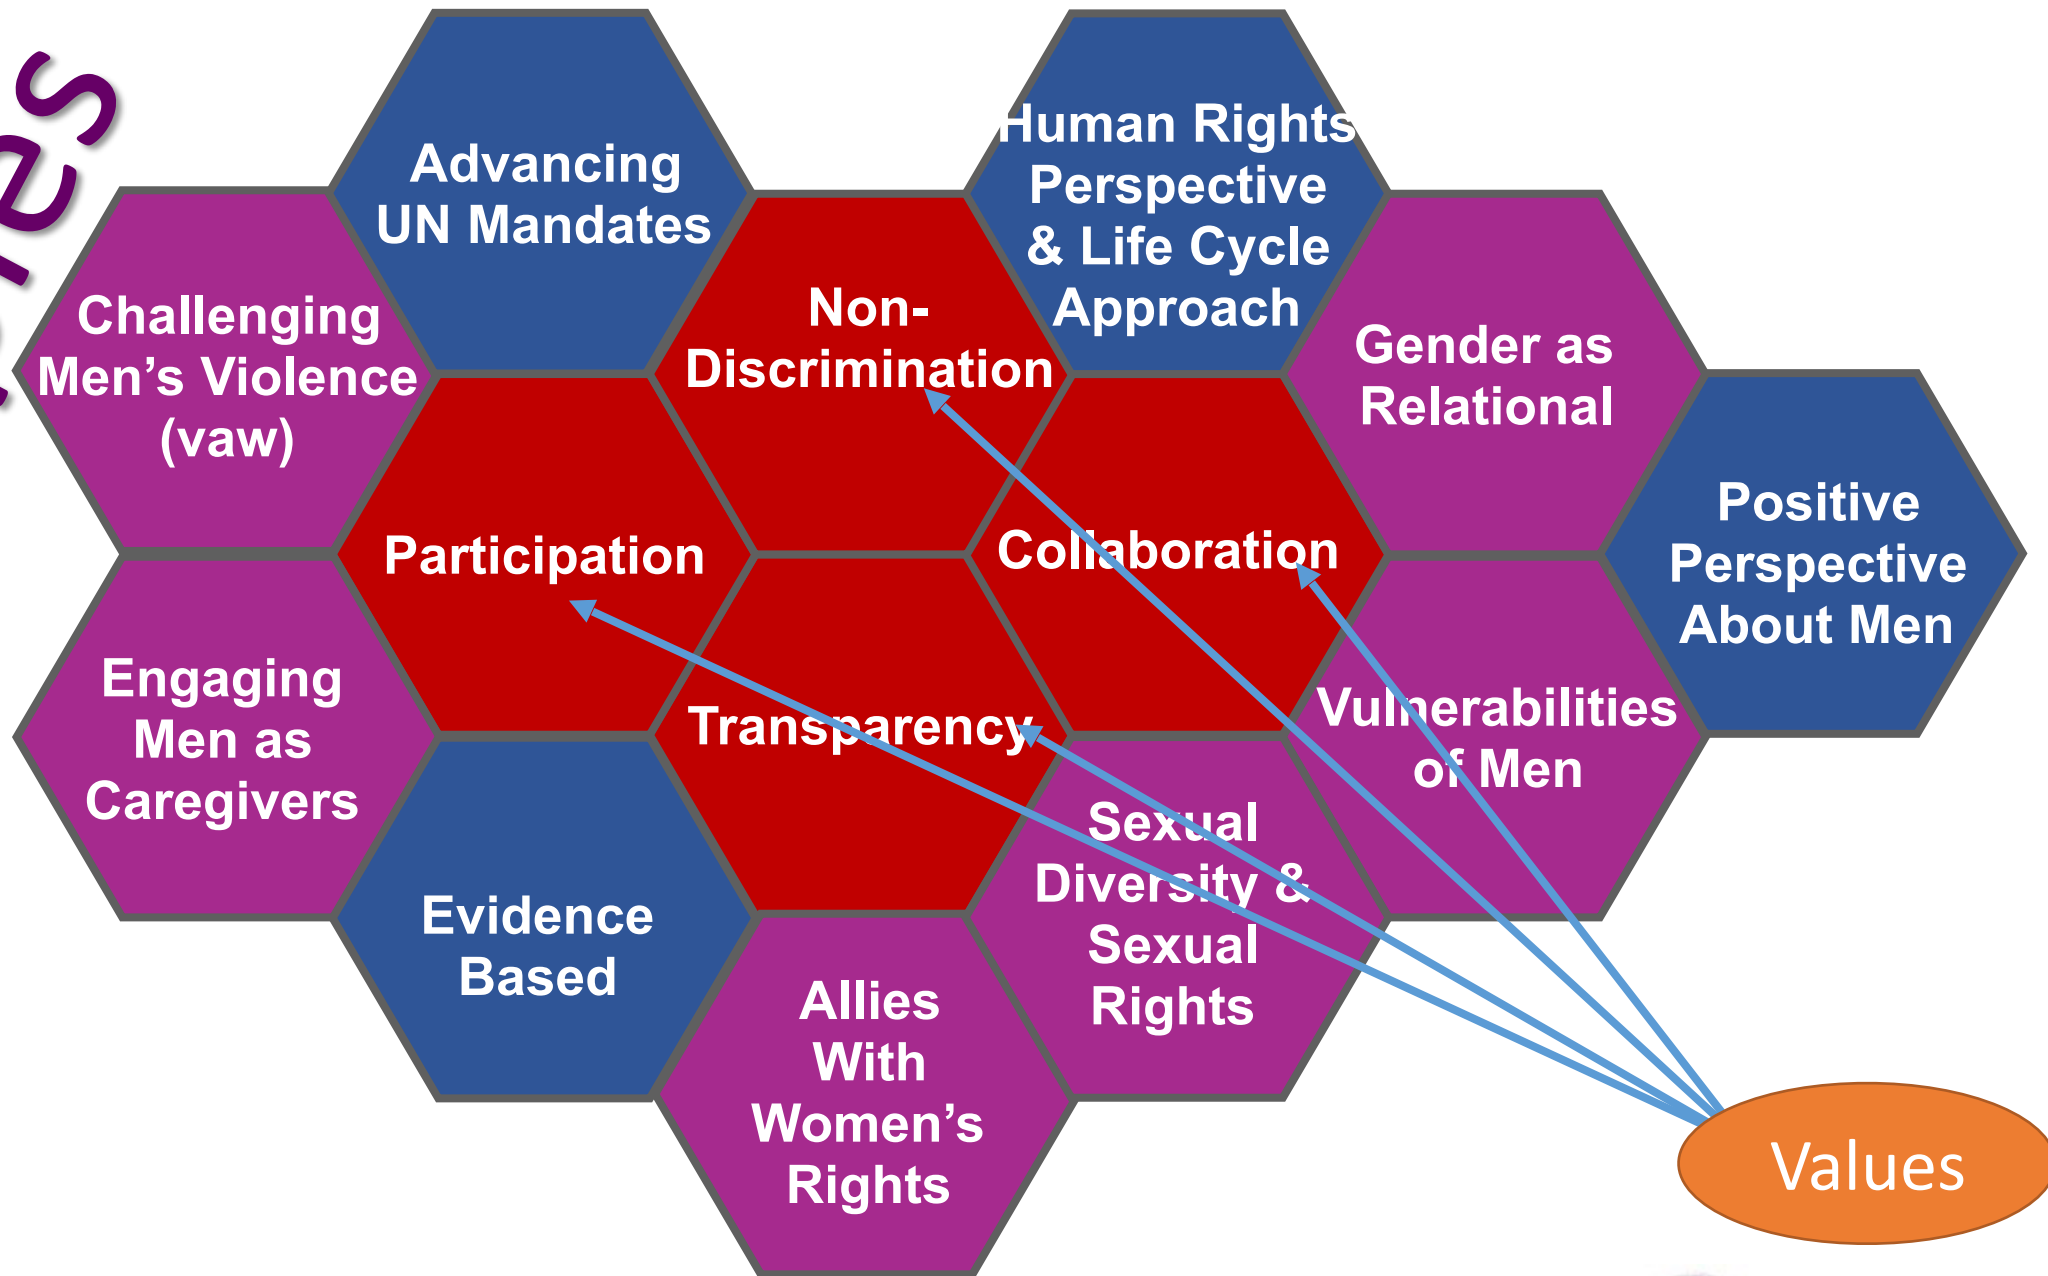 Advancing
UN Mandates
Human Rights
Perspective
& Life Cycle
Approach
Challenging
Men's Violence
(vaw)
Non-
Discrimination
Gender as
Relational
Participation
Collaboration
Positive
Perspective
About Men
Engaging
Men as
Caregivers
Transparency
Vulnerabilities
of Men
Evidence
Based
Sexual
Diversity &
Sexual
Rights
Allies
With
Women's
Rights
Values